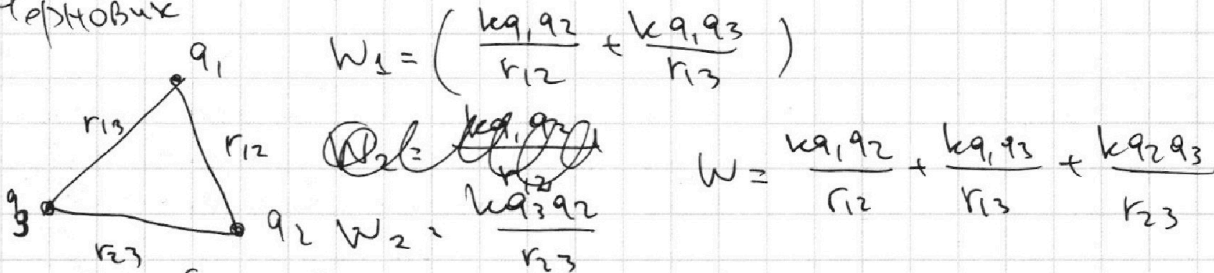 Черновик
q₁
r₁₃
r₁₂
q₃
q₂
r₂₃
W₁ = ( kq₁q₂/r₁₂ + kq₁q₃/r₁₃ )
W₂ = kq₃q₂/r₂₃
W = kq₁q₂/r₁₂ + kq₁q₃/r₁₃ + kq₂q₃/r₂₃